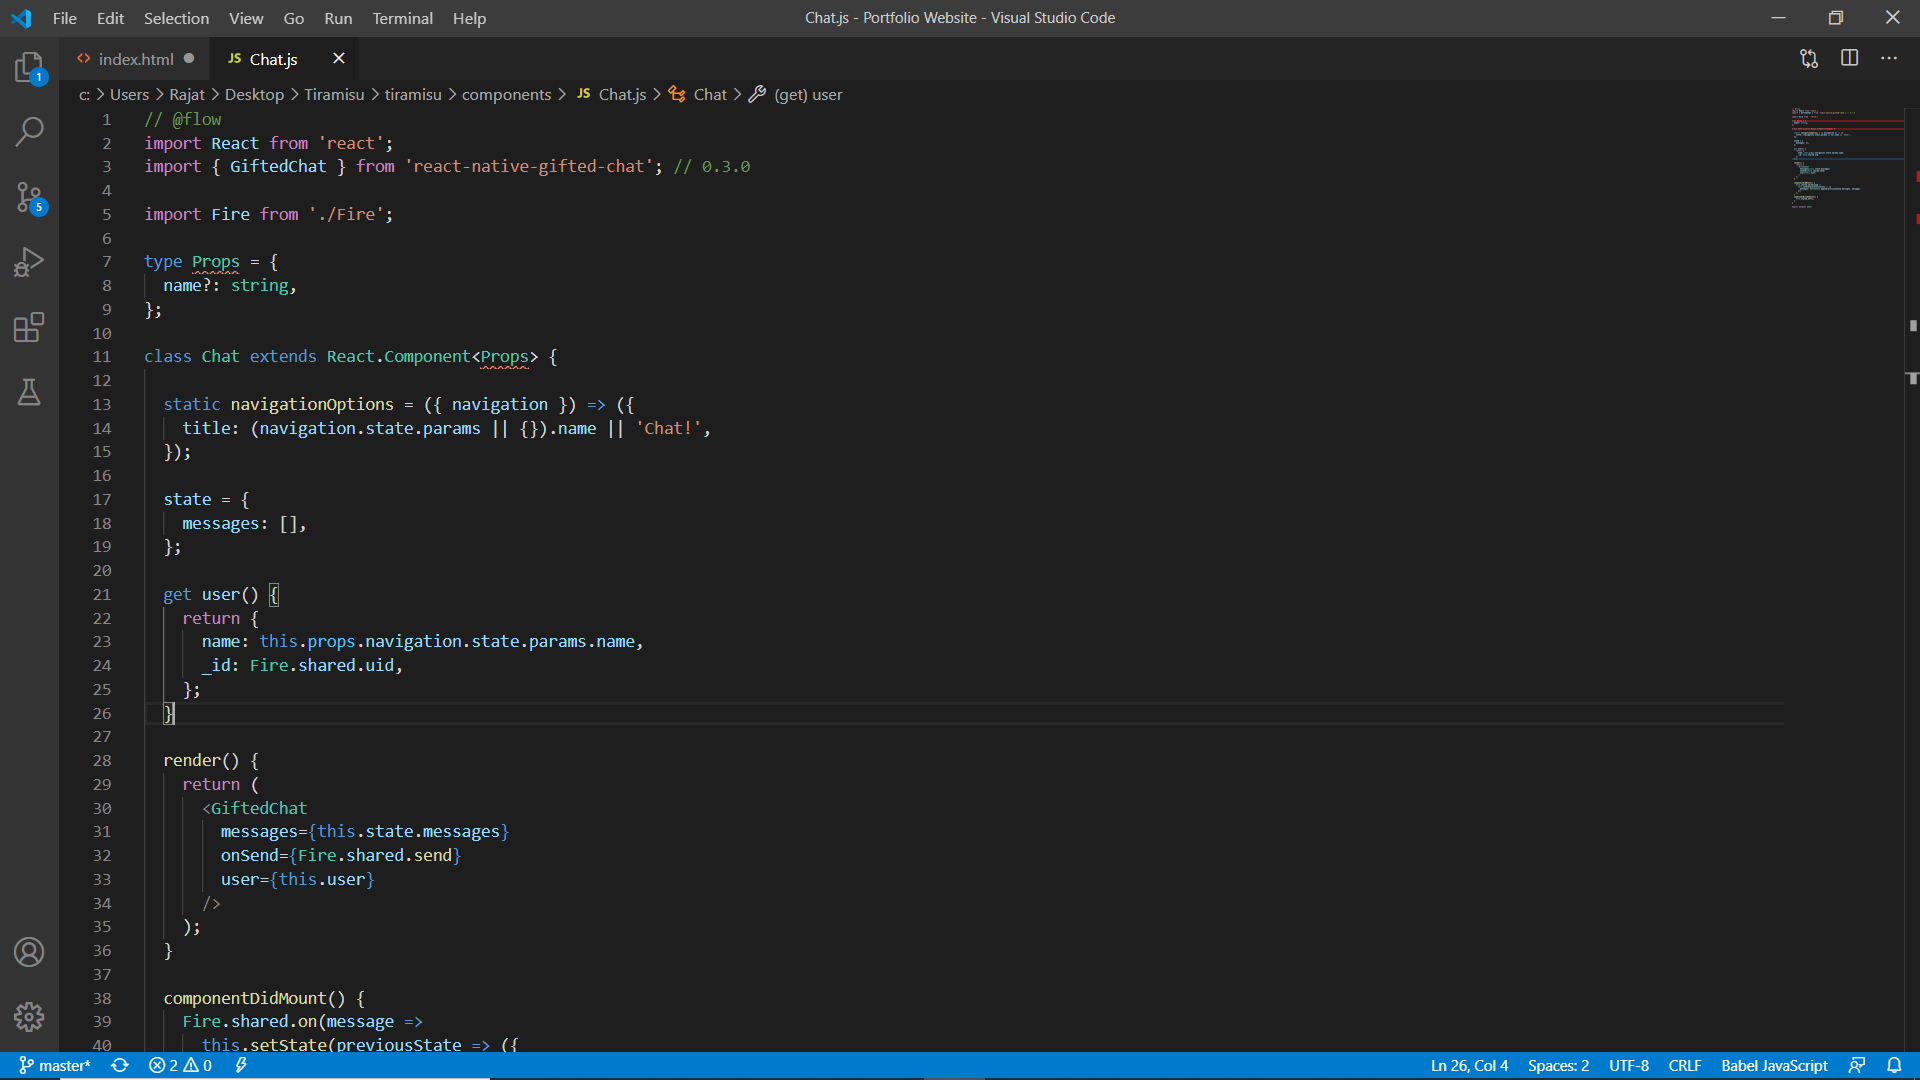 File Edit Selection View Go Run Terminal Help
Chat.js - Portfolio Website - Visual Studio Code
index.html
JS Chat.js
c: > Users > Rajat > Desktop > Tiramisu > tiramisu > components > JS Chat.js > Chat > (get) user
1
5
1 // @flow
2 import React from 'react';
3 import { GiftedChat } from 'react-native-gifted-chat'; // 0.3.0
4
5 import Fire from './Fire';
6
7 type Props = {
8   name?: string,
9 };
10
11 class Chat extends React.Component<Props> {
12
13   static navigationOptions = ({ navigation }) => ({
14     title: (navigation.state.params || {}).name || 'Chat!',
15   });
16
17   state = {
18     messages: [],
19   };
20
21   get user() {
22     return {
23       name: this.props.navigation.state.params.name,
24       _id: Fire.shared.uid,
25     };
26   }
27
28   render() {
29     return (
30       <GiftedChat
31         messages={this.state.messages}
32         onSend={Fire.shared.send}
33         user={this.user}
34       />
35     );
36   }
37
38   componentDidMount() {
39     Fire.shared.on(message =>
40       this.setState(previousState => ({
master* 2 0
Ln 26, Col 4 Spaces: 2 UTF-8 CRLF Babel JavaScript